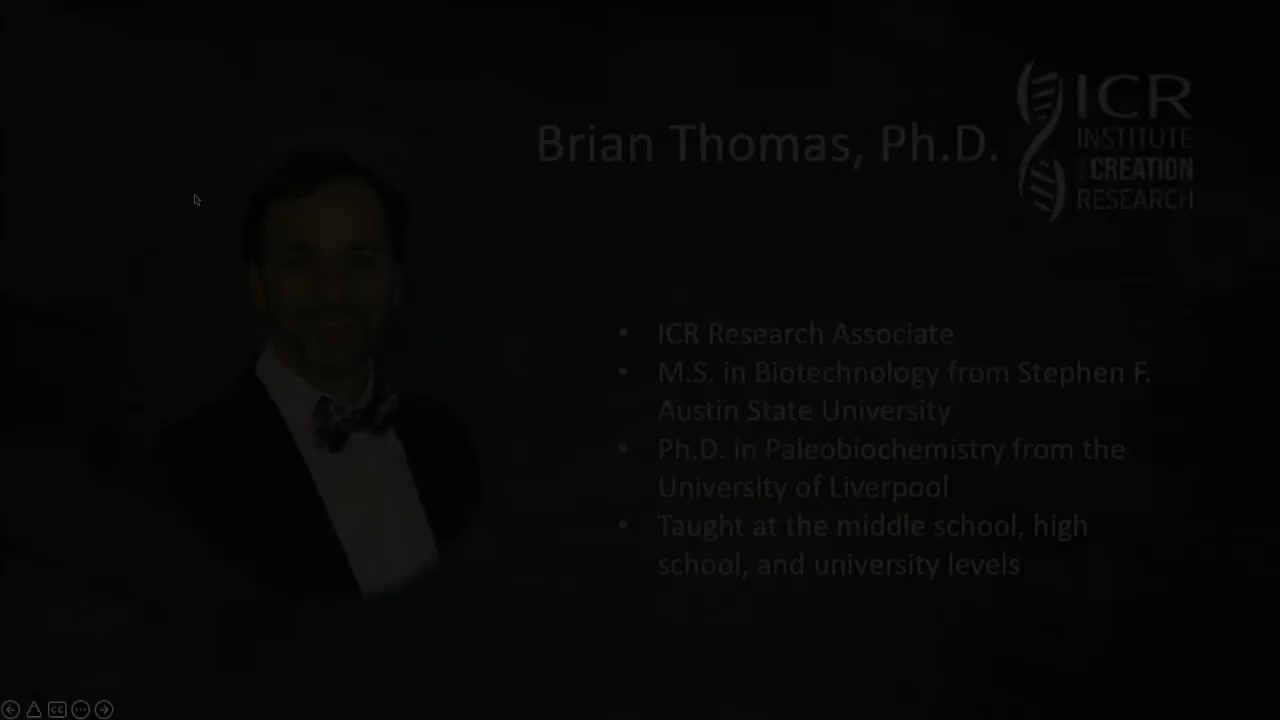 Brian Thomas, Ph.D.
ICR
INSTITUTE
CREATION
RESEARCH
• ICR Research Associate
• M.S. in Biotechnology from Stephen F.
Austin State University
• Ph.D. in Paleobiochemistry from the
University of Liverpool
• Taught at the middle school, high
school, and university levels
CC